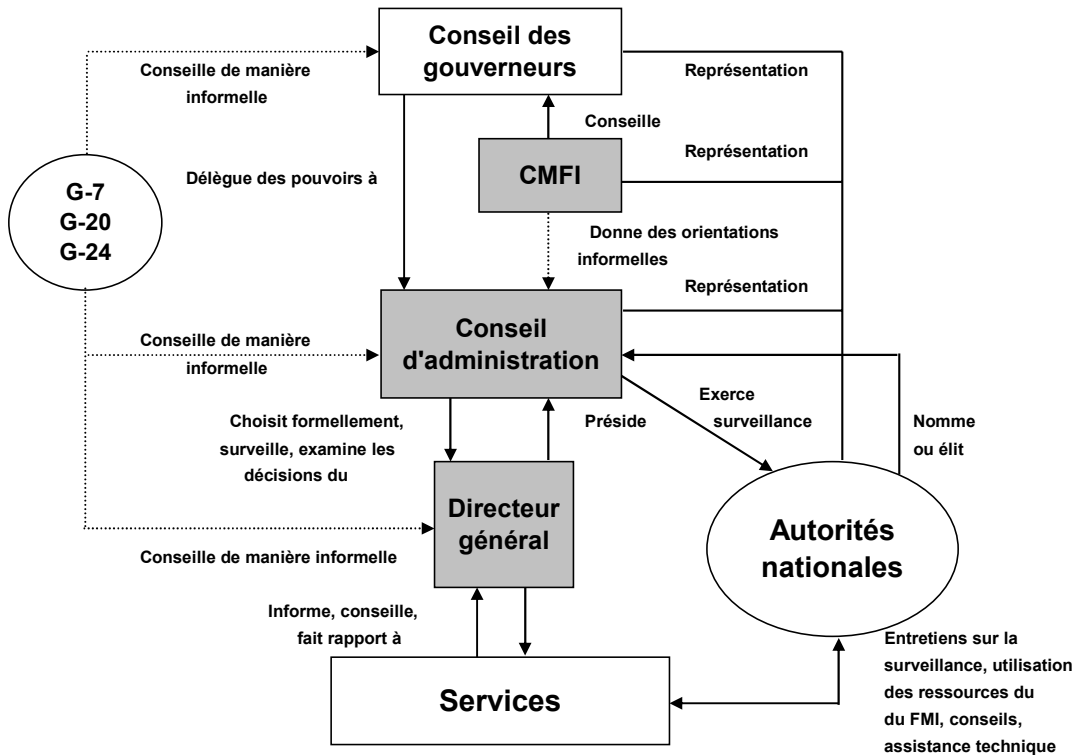 Conseil des
gouverneurs
Conseille de manière
informelle
Représentation
Conseille
CMFI
Représentation
Délègue des pouvoirs à
G-7
G-20
G-24
Donne des orientations
informelles
Représentation
Conseil
d'administration
Conseille de manière
informelle
Exerce
surveillance
Choisit formellement,
surveille, examine les
décisions du
Préside
Nomme
ou élit
Directeur
général
Autorités
nationales
Conseille de manière informelle
Informe, conseille,
fait rapport à
Services
Entretiens sur la
surveillance, utilisation
des ressources du
du FMI, conseils,
assistance technique